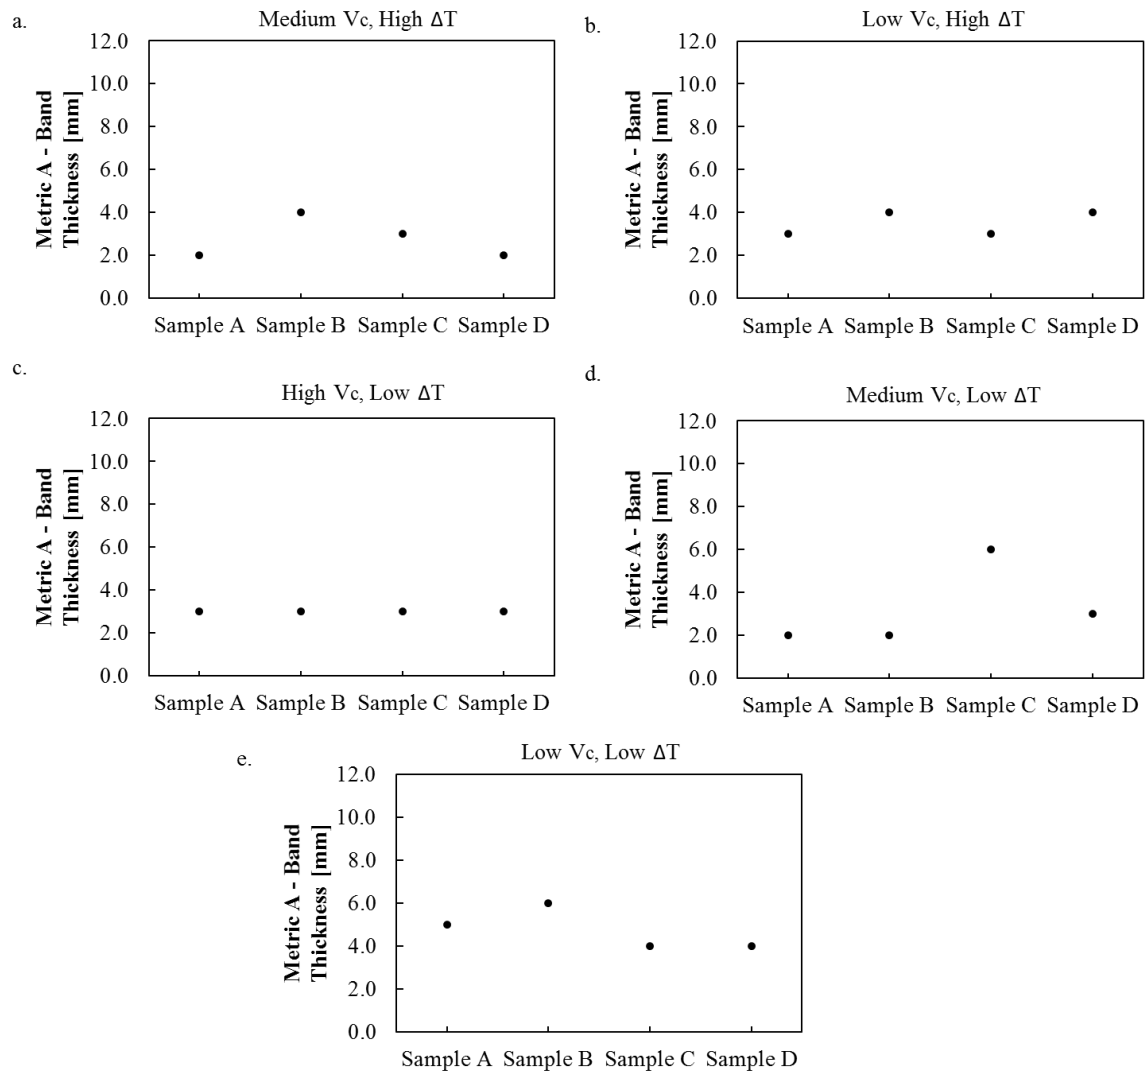 a.
Medium Vc, High ΔT
12.0
10.0
8.0
6.0
4.0
2.0
0.0
Metric A - Band
Thickness [mm]
Sample A Sample B Sample C Sample D
b.
Low Vc, High ΔT
12.0
10.0
8.0
6.0
4.0
2.0
0.0
Metric A - Band
Thickness [mm]
Sample A Sample B Sample C Sample D
c.
High Vc, Low ΔT
12.0
10.0
8.0
6.0
4.0
2.0
0.0
Metric A - Band
Thickness [mm]
Sample A Sample B Sample C Sample D
d.
Medium Vc, Low ΔT
12.0
10.0
8.0
6.0
4.0
2.0
0.0
Metric A - Band
Thickness [mm]
Sample A Sample B Sample C Sample D
e.
Low Vc, Low ΔT
12.0
10.0
8.0
6.0
4.0
2.0
0.0
Metric A - Band
Thickness [mm]
Sample A Sample B Sample C Sample D